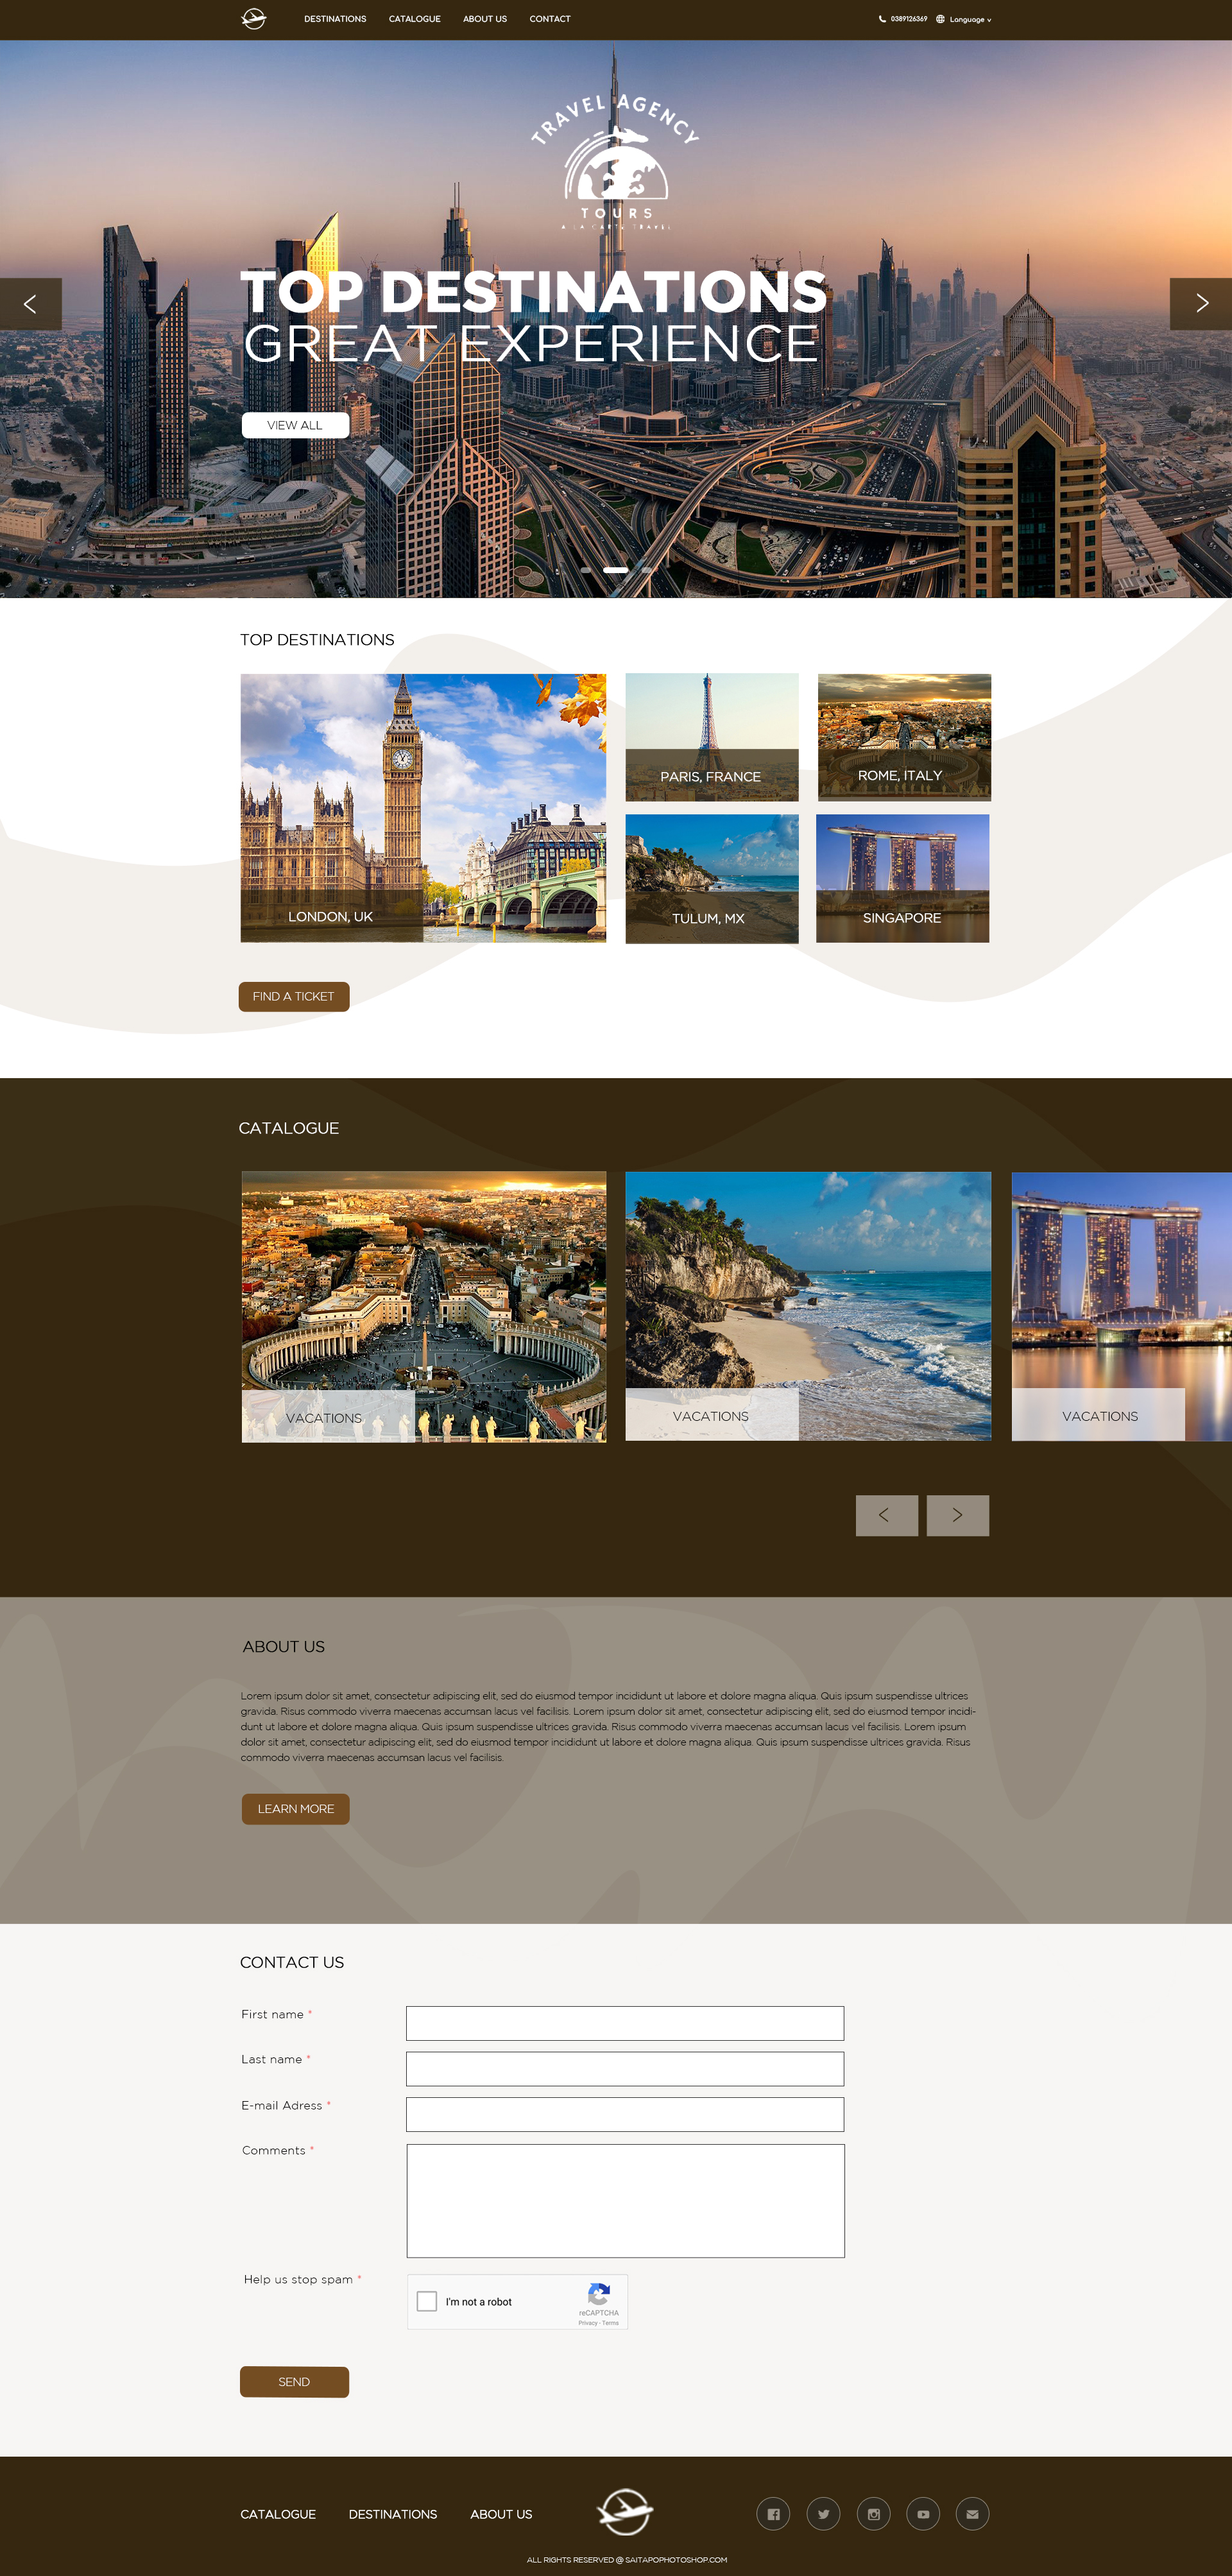 DESTINATIONS CATALOGUE ABOUT US CONTACT 0389126369 Language v
TRAVEL AGENCY
TOURS
A LA CARTE TRAVEL
TOP DESTINATIONS
GREAT EXPERIENCE
VIEW ALL
TOP DESTINATIONS
PARIS, FRANCE
ROME, ITALY
LONDON, UK
TULUM, MX
SINGAPORE
FIND A TICKET
CATALOGUE
VACATIONS
VACATIONS
VACATIONS
ABOUT US
Lorem ipsum dolor sit amet, consectetur adipiscing elit, sed do eiusmod tempor incididunt ut labore et dolore magna aliqua. Quis ipsum suspendisse ultrices
gravida. Risus commodo viverra maecenas accumsan lacus vel facilisis. Lorem ipsum dolor sit amet, consectetur adipiscing elit, sed do eiusmod tempor incidi-
dunt ut labore et dolore magna aliqua. Quis ipsum suspendisse ultrices gravida. Risus commodo viverra maecenas accumsan lacus vel facilisis. Lorem ipsum
dolor sit amet, consectetur adipiscing elit, sed do eiusmod tempor incididunt ut labore et dolore magna aliqua. Quis ipsum suspendisse ultrices gravida. Risus
commodo viverra maecenas accumsan lacus vel facilisis.
LEARN MORE
CONTACT US
First name *
Last name *
E-mail Adress *
Comments *
Help us stop spam *
I'm not a robot
reCAPTCHA
Privacy - Terms
SEND
CATALOGUE DESTINATIONS ABOUT US
ALL RIGHTS RESERVED @ SAITAPOPHOTOSHOP.COM